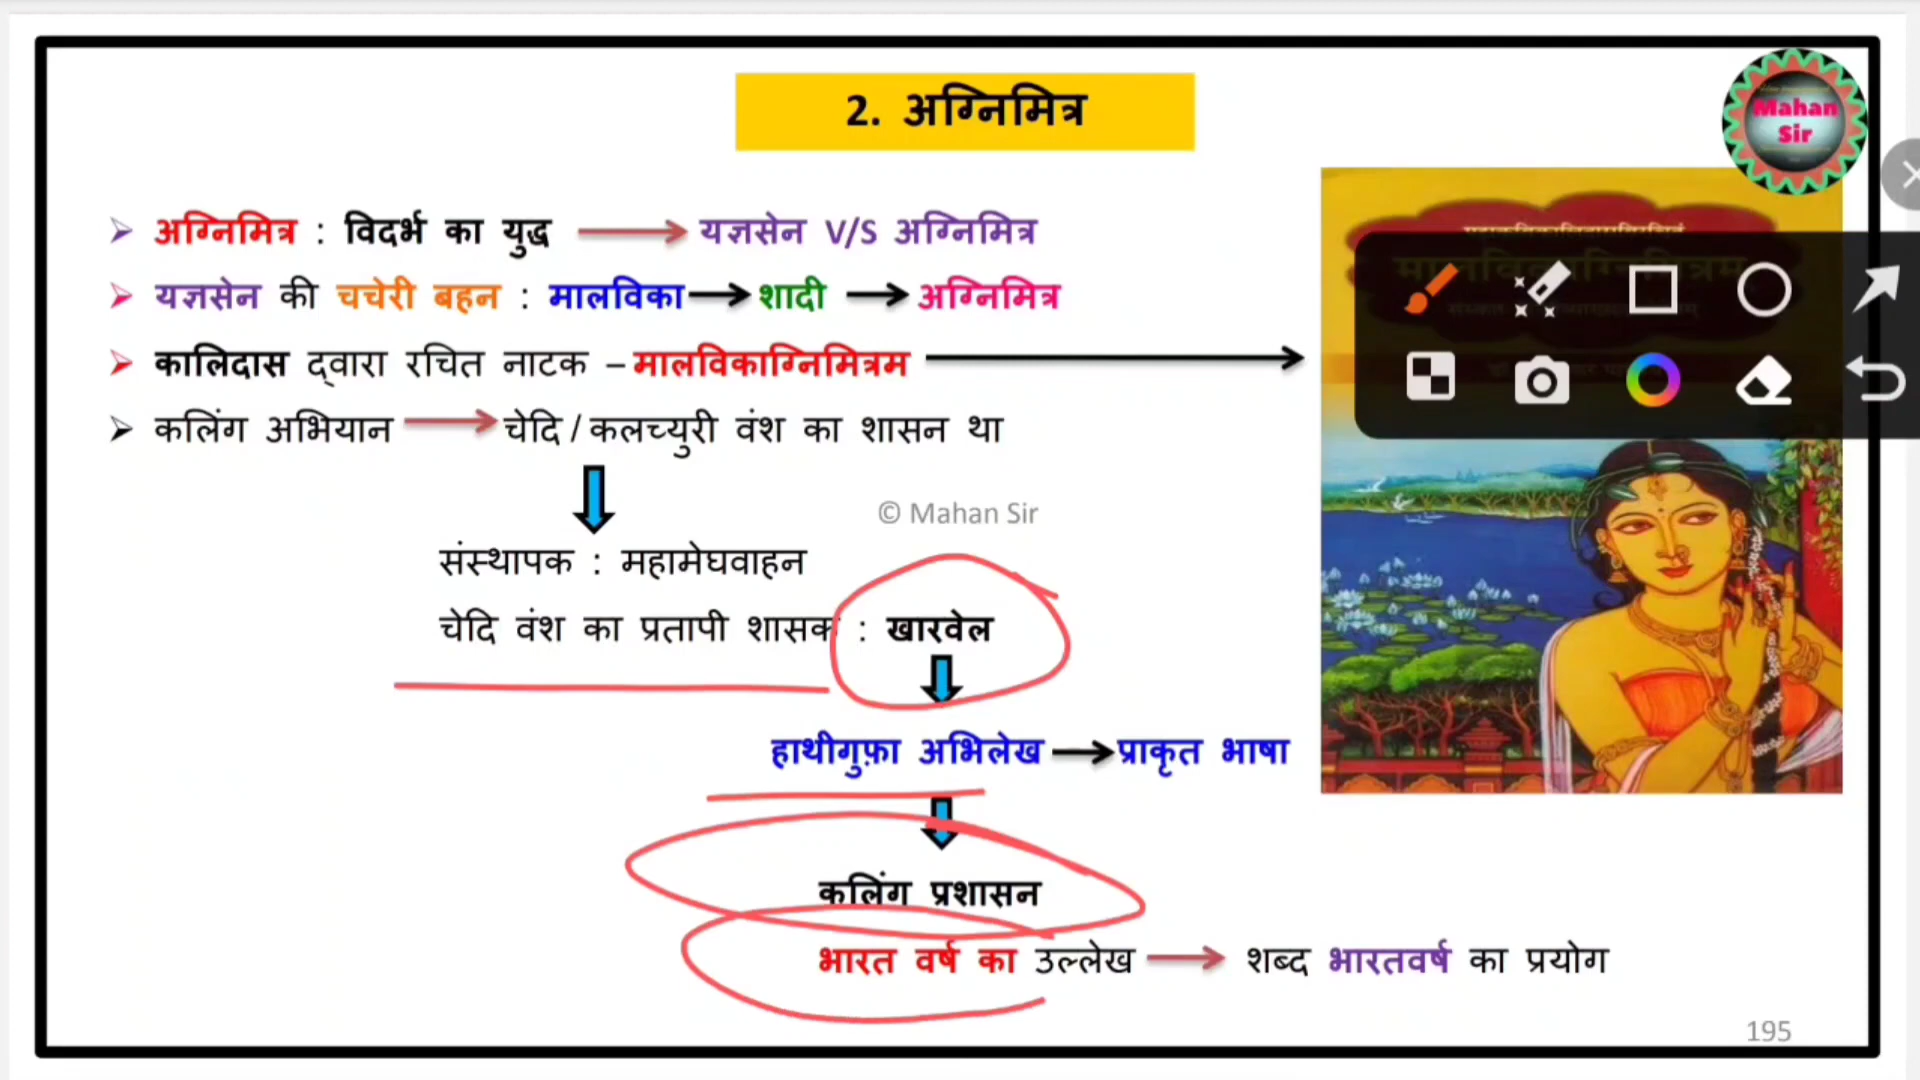 2. अग्निमित्र
Mahan
Sir
➢ अग्निमित्र : विदर्भ का युद्ध → यज्ञसेन V/S अग्निमित्र
➢ यज्ञसेन की चचेरी बहन : मालविका → शादी → अग्निमित्र
➢ कालिदास द्वारा रचित नाटक – मालविकाग्निमित्रम →
➢ कलिंग अभियान → चेदि / कलच्युरी वंश का शासन था
© Mahan Sir
संस्थापक : महामेघवाहन
चेदि वंश का प्रतापी शासक : खारवेल
हाथीगुफ़ा अभिलेख → प्राकृत भाषा
कलिंग प्रशासन
भारत वर्ष का उल्लेख → शब्द भारतवर्ष का प्रयोग
195
मालविकाग्निमित्रम्